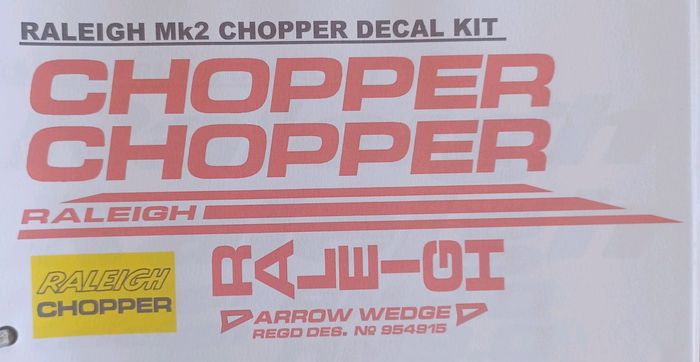 RALEIGH Mk2 CHOPPER DECAL KIT
CHOPPER
CHOPPER
RALEIGH
RALEIGH
RALEIGH
CHOPPER
ARROW WEDGE
REGD DES. Nº 954915